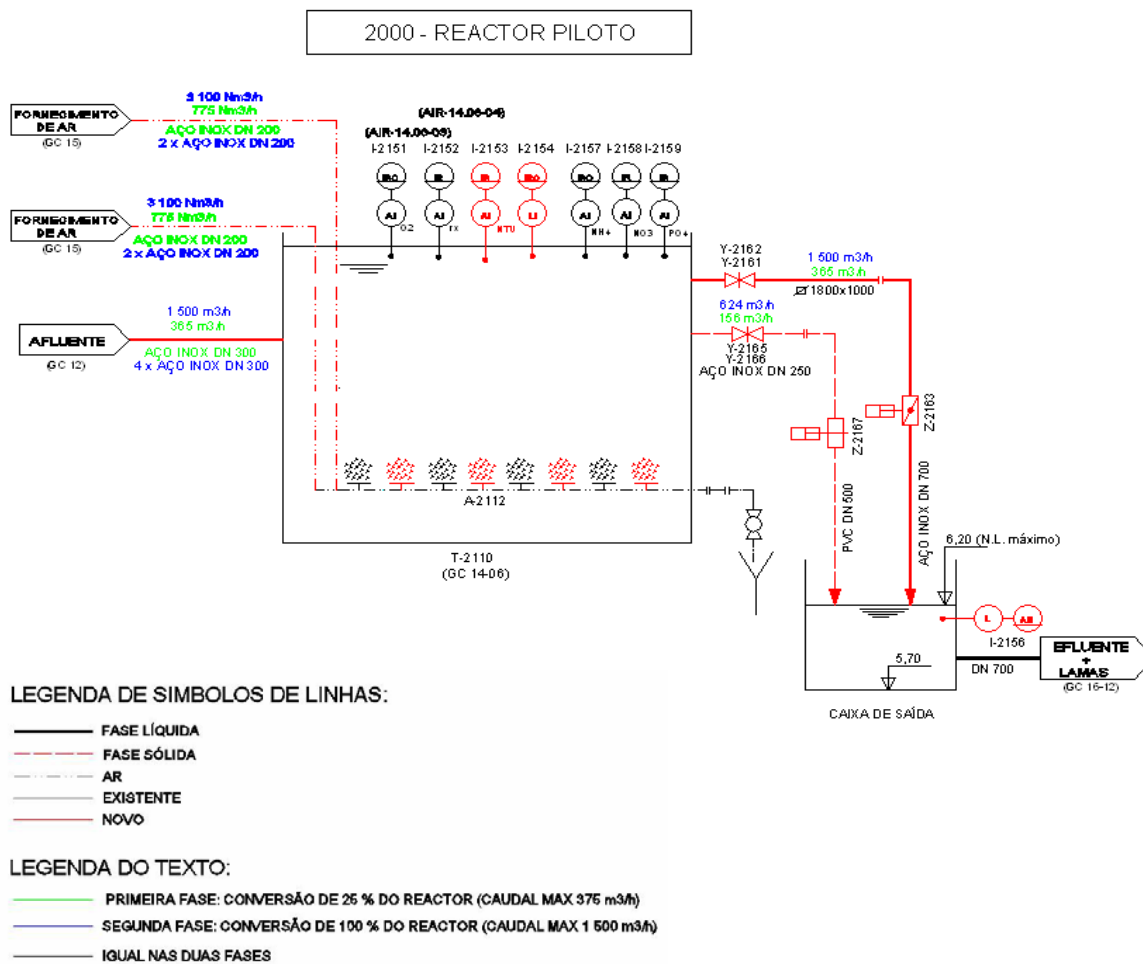 2000 - REACTOR PILOTO
3 100 Nm3/h
775 Nm3/h
AÇO INOX DN 200
2 x AÇO INOX DN 200
FORNECIMENTO
DE AR
(GC 15)
3 100 Nm3/h
775 Nm3/h
AÇO INOX DN 200
2 x AÇO INOX DN 200
FORNECIMENTO
DE AR
(GC 15)
1 500 m3/h
365 m3/h
AÇO INOX DN 300
4 x AÇO INOX DN 300
AFLUENTE
(GC 12)
(AIR-14.06-04)
(AIR-14.06-03)
I-2151 I-2152 I-2153 I-2154 I-2157 I-2158 I-2159
IRC IR IR IRC IRC IR IR
AI AI AI LI AI AI AI
O2 rX NTU NH4 NO3 PO4
Y-2162
Y-2161
1 500 m3/h
365 m3/h
1800x1000
624 m3/h
156 m3/h
Y-2165
Y-2166
AÇO INOX DN 250
Z-2163
Z-2167
PVC DN 500
AÇO INOX DN 700
A-2112
T-2110
(GC 14-06)
6,20 (N.L. máximo)
L
I-2156
5,70
DN 700
EFLUENTE
+
LAMAS
(GC 16-12)
CAIXA DE SAÍDA
LEGENDA DE SIMBOLOS DE LINHAS:
FASE LÍQUIDA
FASE SÓLIDA
AR
EXISTENTE
NOVO
LEGENDA DO TEXTO:
PRIMEIRA FASE: CONVERSÃO DE 25 % DO REACTOR (CAUDAL MAX 375 m3/h)
SEGUNDA FASE: CONVERSÃO DE 100 % DO REACTOR (CAUDAL MAX 1 500 m3/h)
IGUAL NAS DUAS FASES